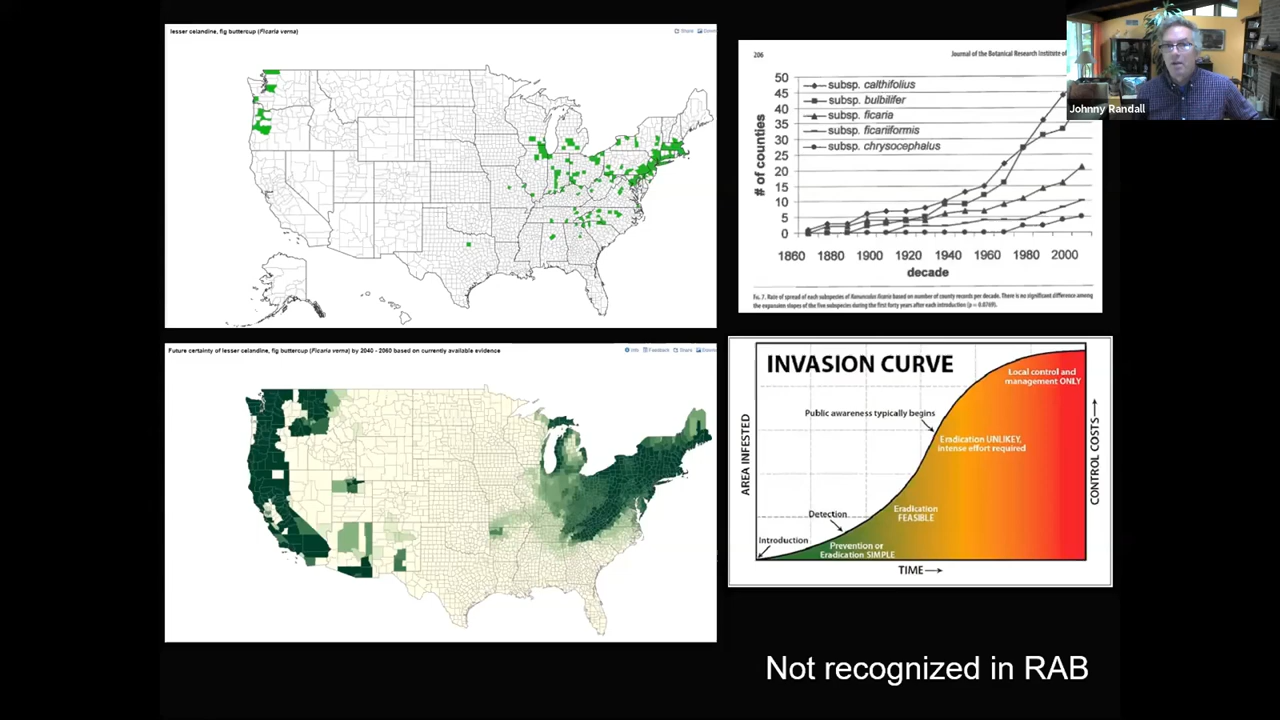 lesser celandine, fig buttercup (Ficaria verna)
Share
Future certainty of lesser celandine, fig buttercup (Ficaria verna) by 2040 - 2060 based on currently available evidence
Info Feedback Share
206 Journal of the Botanical Research Institute of
# of counties
50
45
40
35
30
25
20
15
10
5
0
subsp. calthifolius
subsp. bulbilifer
subsp. ficaria
subsp. ficariiformis
subsp. chrysocephalus
1860 1880 1900 1920 1940 1960 1980 2000
decade
Fig. 7. Rate of spread of each subspecies of Ranunculus ficaria based on number of county records per decade. There is no significant difference among
the expansion slopes of the five subspecies during the first forty years after each introduction (p = 0.0769).
Johnny Randall
INVASION CURVE
AREA INFESTED
Local control and
management ONLY
Public awareness typically begins
Eradication UNLIKELY,
intense effort required
CONTROL COSTS
Eradication
FEASIBLE
Detection
Introduction
Prevention or
Eradication SIMPLE
TIME
Not recognized in RAB